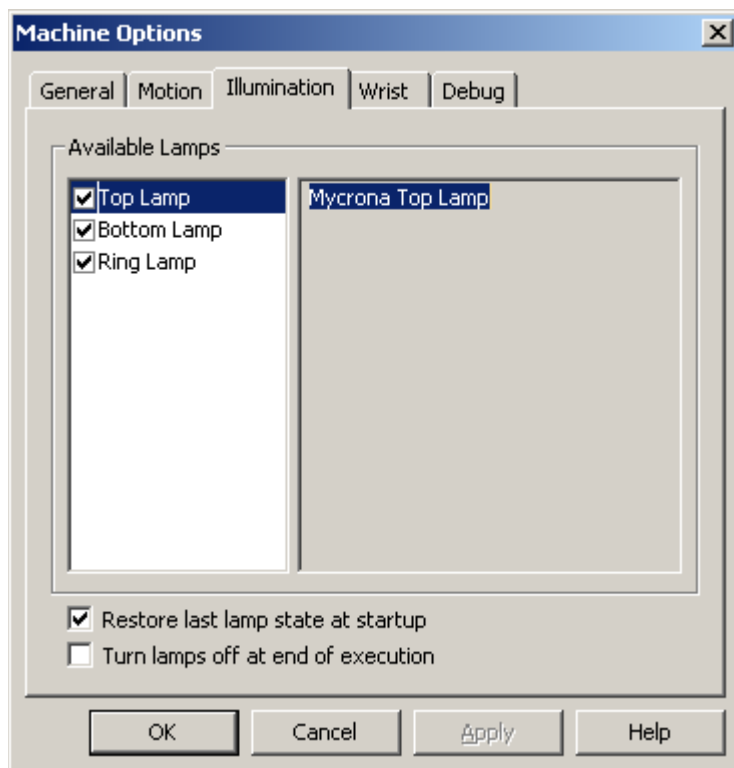 Machine Options
General Motion Illumination Wrist Debug
Available Lamps
Top Lamp Mycrona Top Lamp
Bottom Lamp
Ring Lamp
Restore last lamp state at startup
Turn lamps off at end of execution
OK Cancel Apply Help